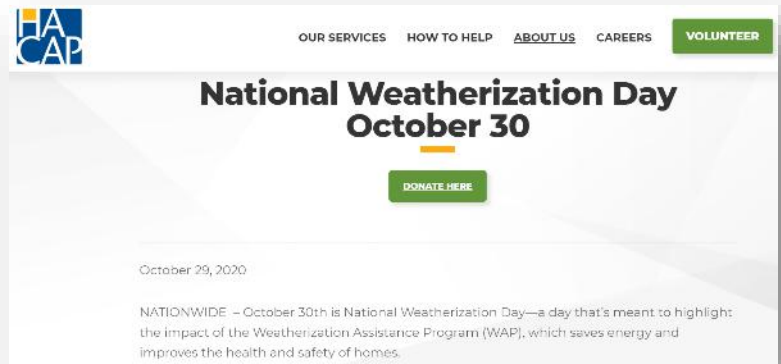 HA
CAP
OUR SERVICES HOW TO HELP ABOUT US CAREERS VOLUNTEER
National Weatherization Day
October 30
DONATE HERE
October 29, 2020
NATIONWIDE – October 30th is National Weatherization Day—a day that's meant to highlight
the impact of the Weatherization Assistance Program (WAP), which saves energy and
improves the health and safety of homes.